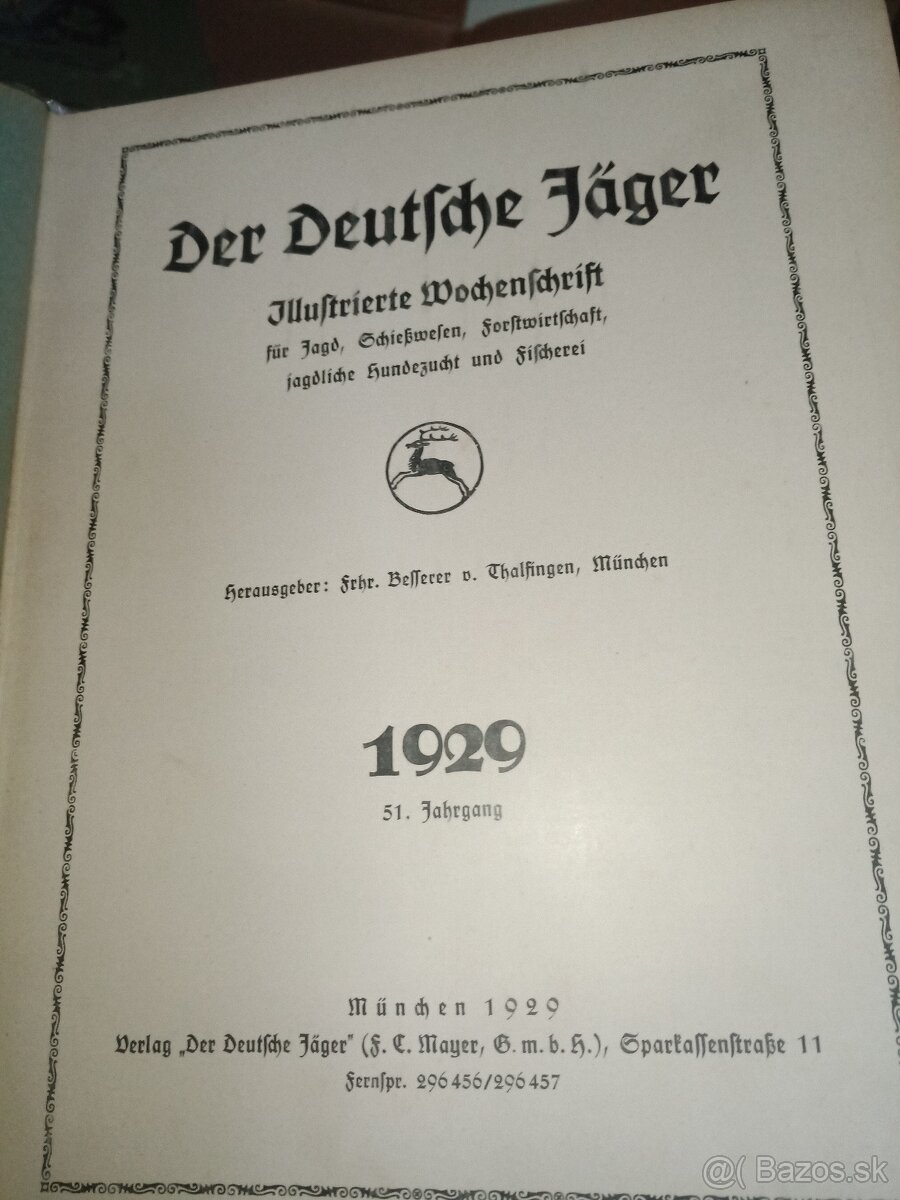 Der Deutſche Jäger
Illuſtrierte Wochenſchrift
für Jagd, Schießweſen, Forſtwirtſchaft,
jagdliche Hundezucht und Fiſcherei
Herausgeber: Frhr. Beſſerer v. Thalfingen, München
1929
51. Jahrgang
München 1929
Verlag „Der Deutſche Jäger" (F. C. Mayer, G. m. b. H.), Sparkaſſenſtraße 11
Fernſpr. 296456/296457
@( Bazos.sk